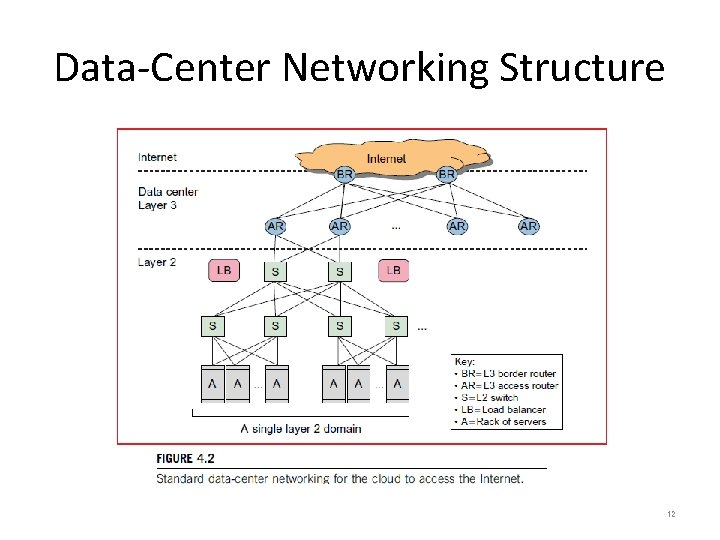 Data-Center Networking Structure
Internet
Internet
BR BR
Data center
Layer 3
AR AR ... AR AR
Layer 2
LB S S LB
S S S S ...
A A ... A A A ... A
Key:
• BR=L3 border router
• AR=L3 access router
• S=L2 switch
• LB=Load balancer
• A=Rack of servers
A single layer 2 domain
FIGURE 4.2
Standard data-center networking for the cloud to access the Internet.
12